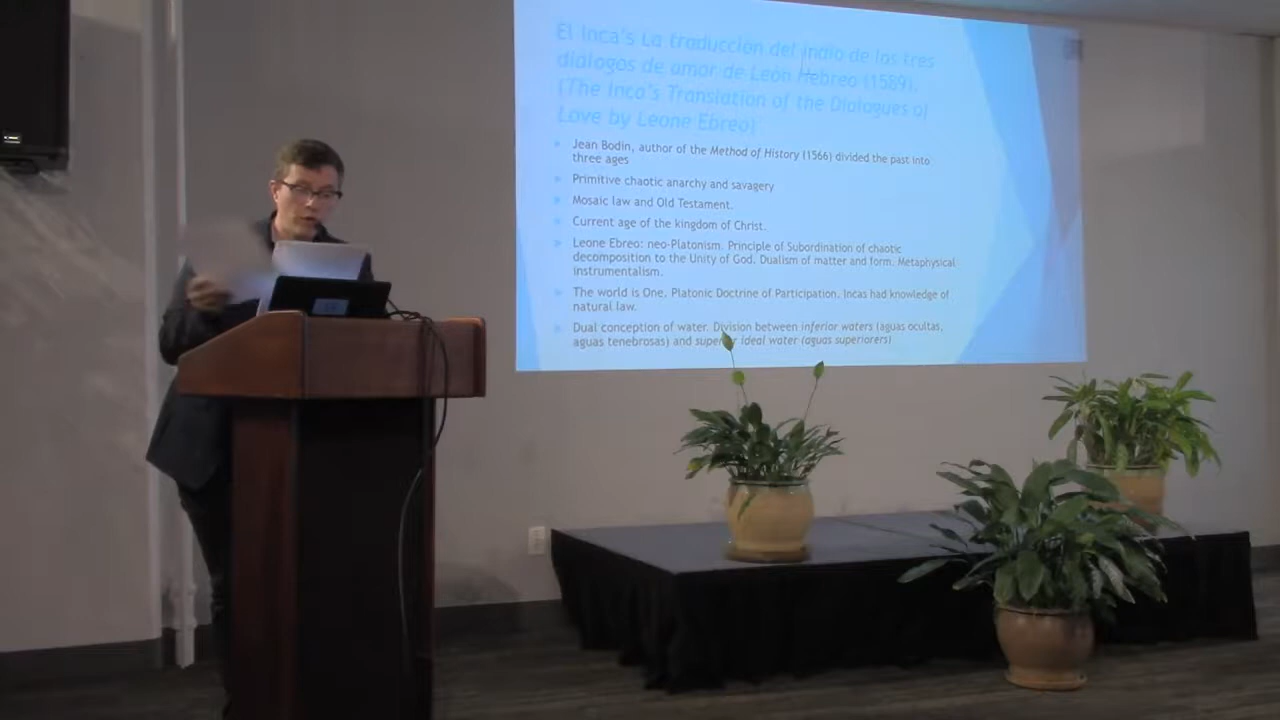 El Inca's La traducción del indio de los tres
diálogos de amor de León Hebreo (1589).
(The Inca's Translation of the Dialogues of
Love by Leone Ebreo)
Jean Bodin, author of the Method of History (1566) divided the past into
three ages
Primitive chaotic anarchy and savagery
Mosaic law and Old Testament.
Current age of the kingdom of Christ.
Leone Ebreo: neo-Platonism. Principle of Subordination of chaotic
decomposition to the Unity of God. Dualism of matter and form. Metaphysical
instrumentalism.
The world is One. Platonic Doctrine of Participation. Incas had knowledge of
natural law.
Dual conception of water. Division between inferior waters (aguas ocultas,
aguas tenebrosas) and superior ideal water (aguas superiorers)